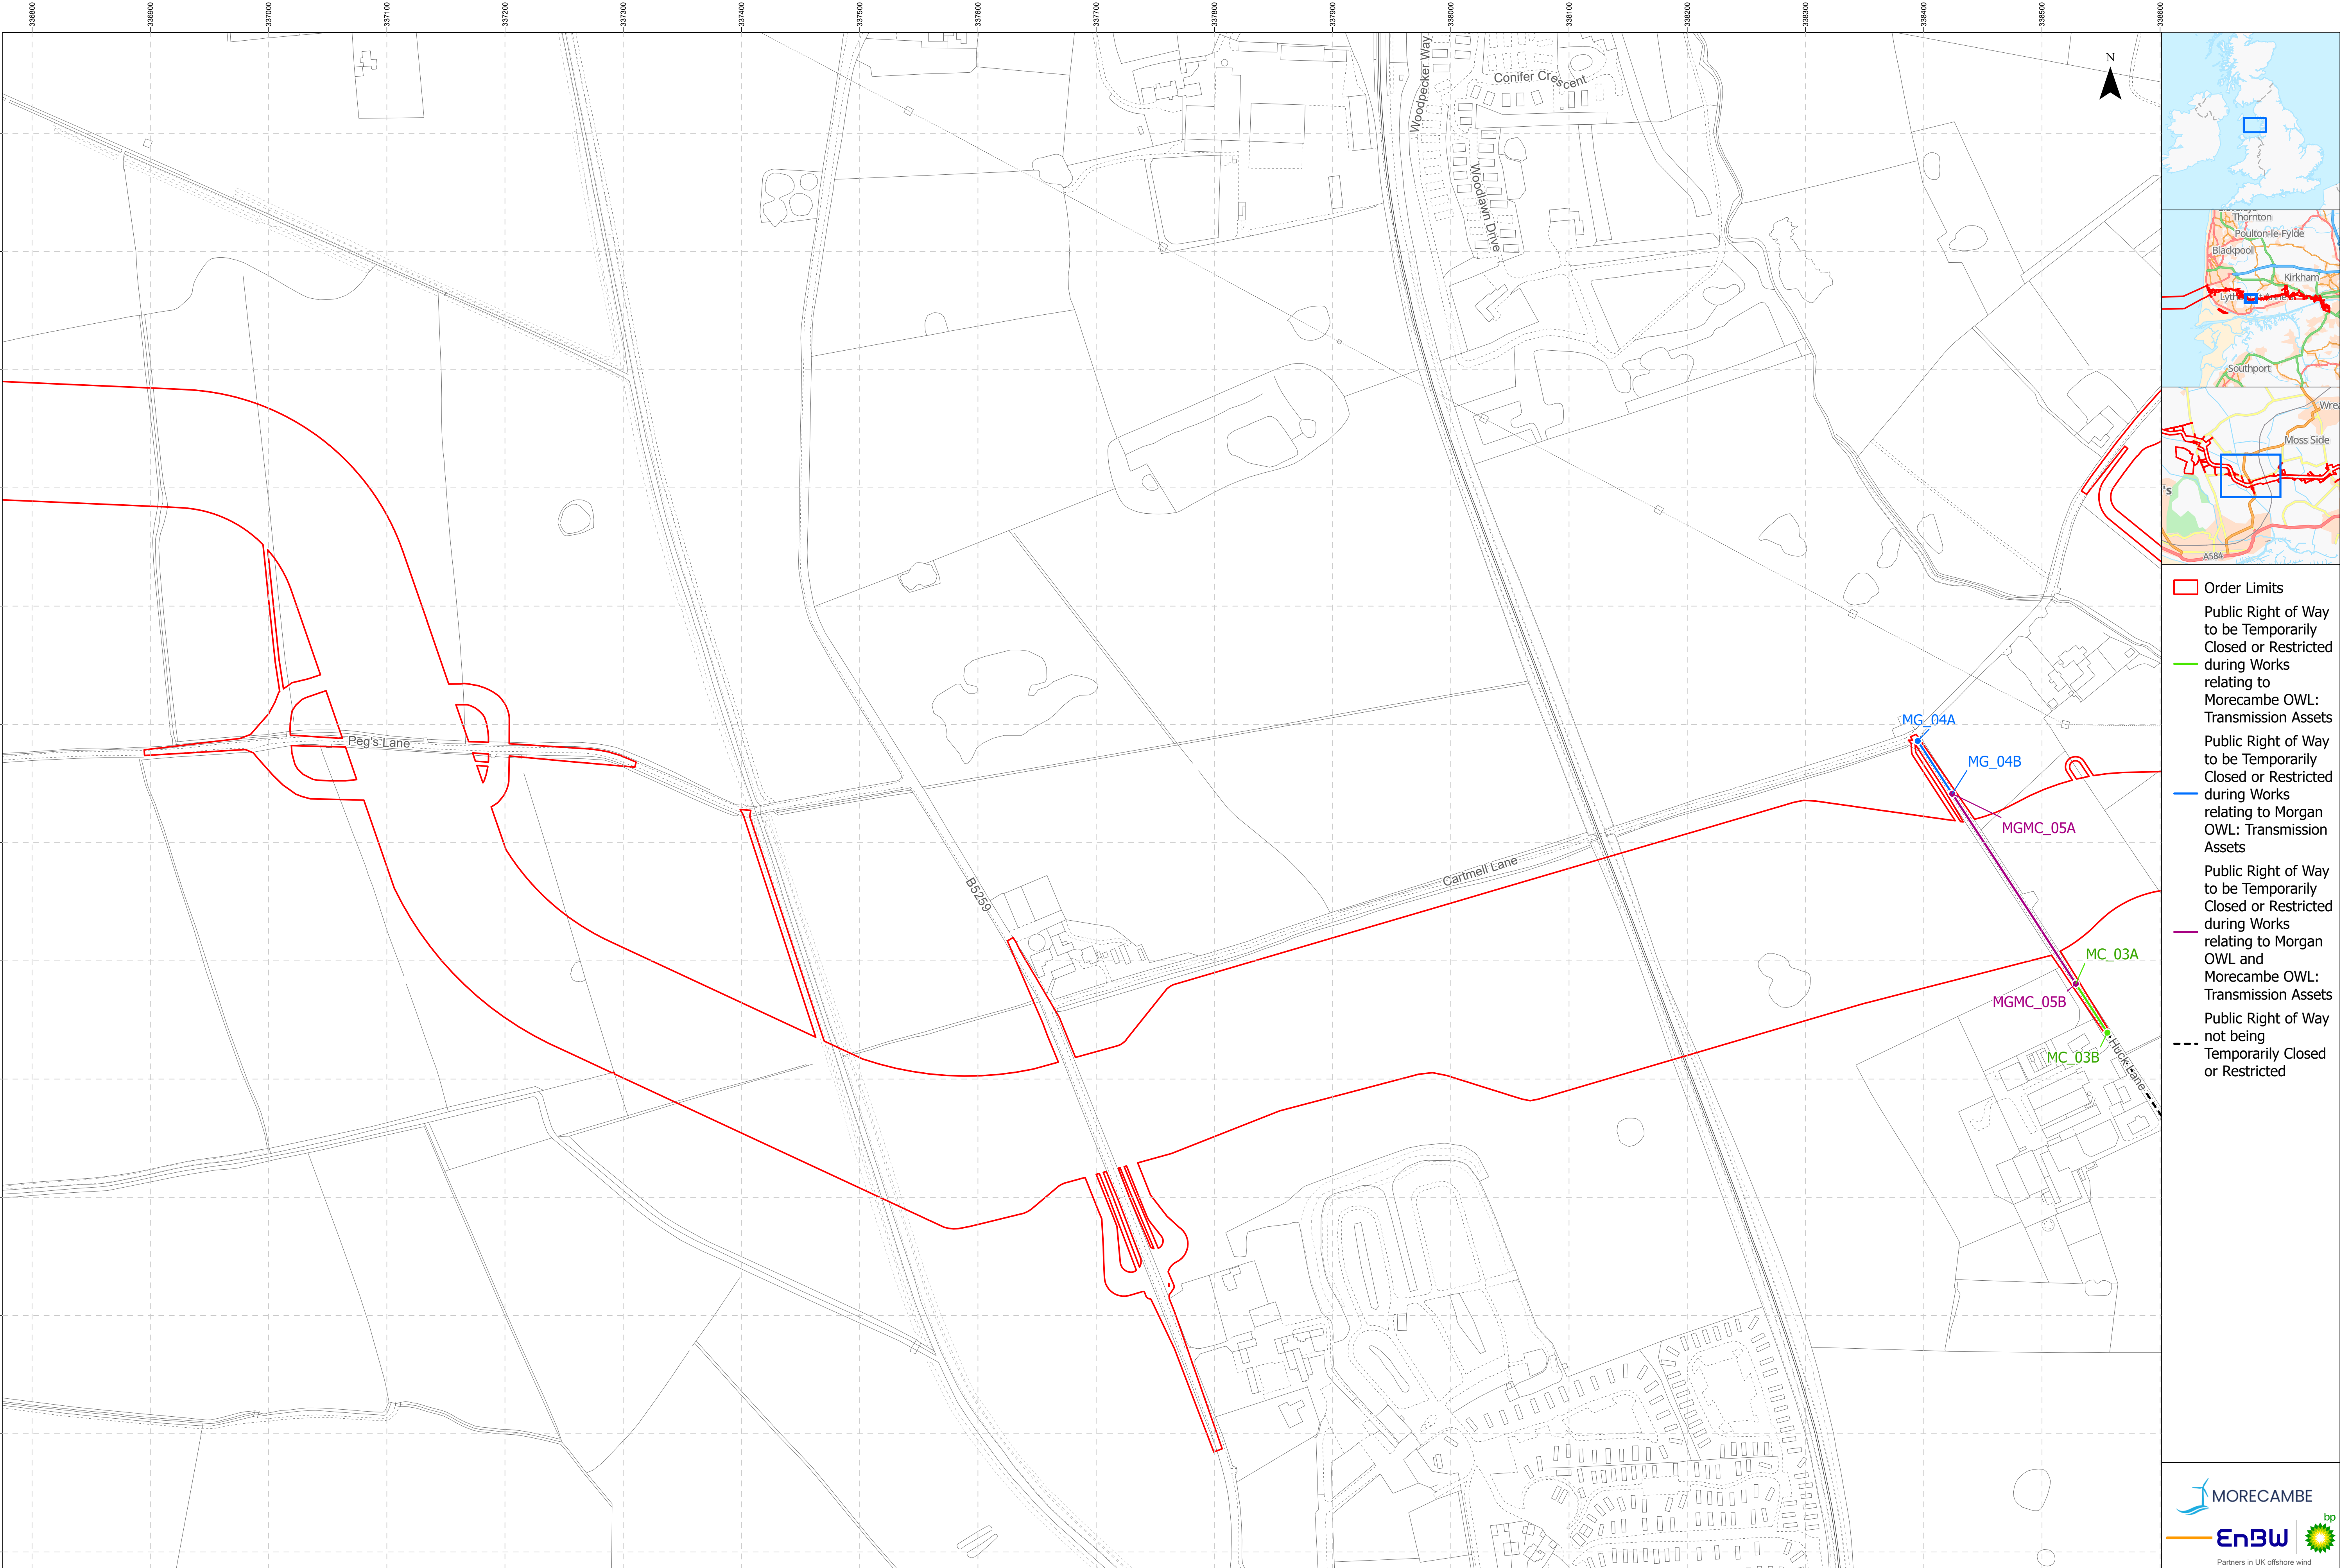 336800
336900
337000
337100
337200
337300
337400
337500
337600
337700
337800
337900
338000
338100
338200
338300
338400
338500
338600
N
Woodpecker Way
Conifer Crescent
Woodlawn Drive
Peg's Lane
B5259
Cartmell Lane
MG_04A
MG_04B
MGMC_05A
MC_03A
MGMC_05B
MC_03B
Huck Lane
Thornton
Poulton-le-Fylde
Blackpool
Kirkham
Southport
Wrea
Moss Side
's
A584
Order Limits
Public Right of Way
to be Temporarily
Closed or Restricted
during Works
relating to
Morecambe OWL:
Transmission Assets
Public Right of Way
to be Temporarily
Closed or Restricted
during Works
relating to Morgan
OWL: Transmission
Assets
Public Right of Way
to be Temporarily
Closed or Restricted
during Works
relating to Morgan
OWL and
Morecambe OWL:
Transmission Assets
Public Right of Way
not being
Temporarily Closed
or Restricted
MORECAMBE
bp
EnBW
Partners in UK offshore wind